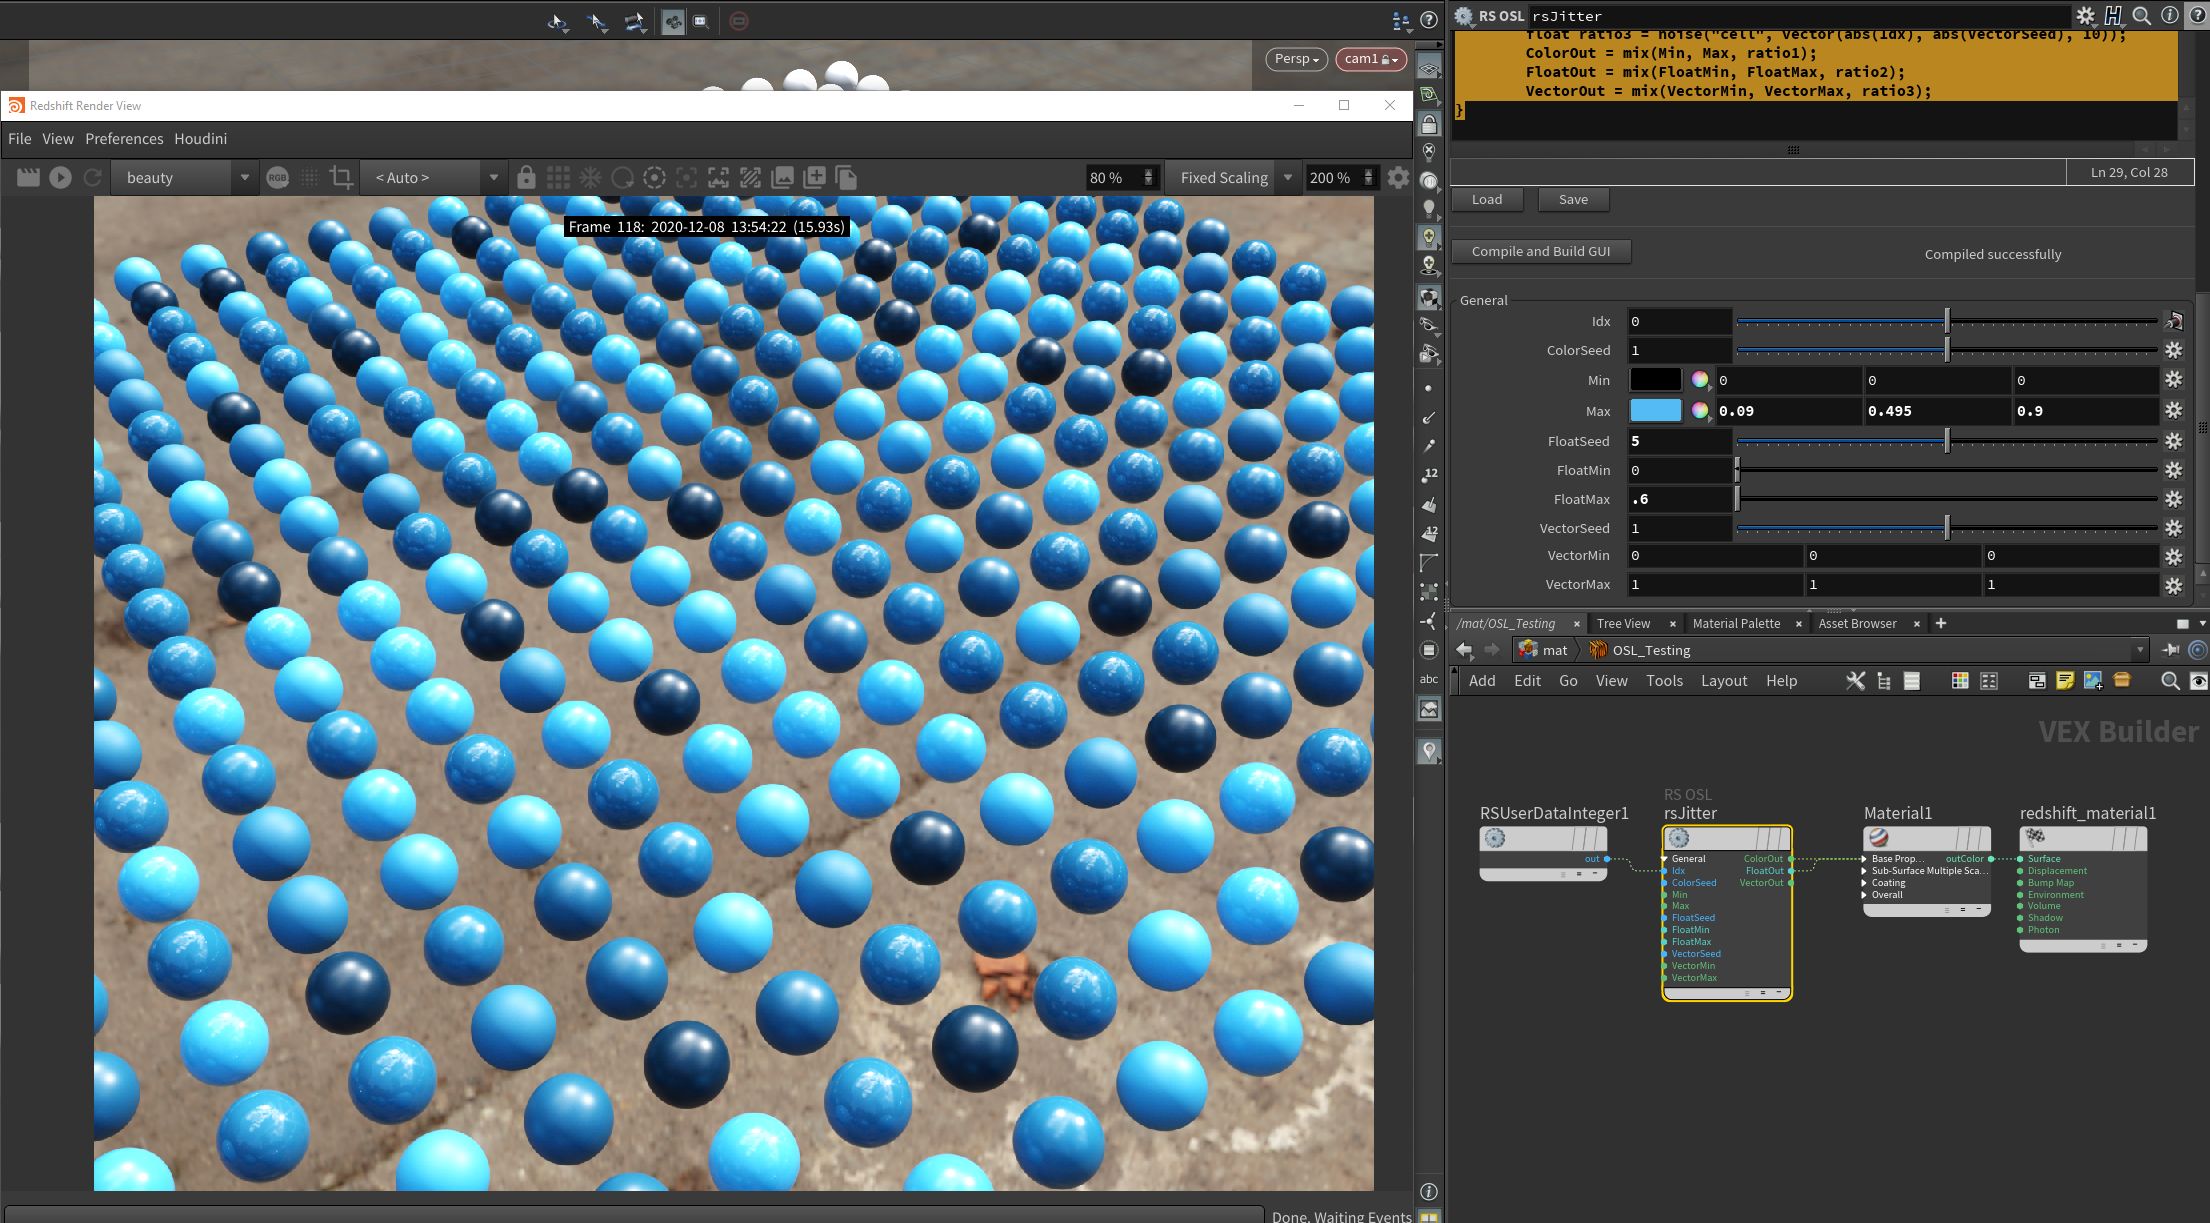 RS OSL rsJitter
float ratio3 = noise("cell", vector(abs(Idx), abs(VectorSeed), 10));
ColorOut = mix(Min, Max, ratio1);
FloatOut = mix(FloatMin, FloatMax, ratio2);
VectorOut = mix(VectorMin, VectorMax, ratio3);
}
Ln 29, Col 28
Load Save
Compile and Build GUI Compiled successfully
General
Idx 0
ColorSeed 1
Min 0 0 0
Max 0.09 0.495 0.9
FloatSeed 5
FloatMin 0
FloatMax .6
VectorSeed 1
VectorMin 0 0 0
VectorMax 1 1 1
Persp cam1
Redshift Render View
File View Preferences Houdini
beauty RGB < Auto > 80 % Fixed Scaling 200 %
Frame 118: 2020-12-08 13:54:22 (15.93s)
12
12
abc
Done. Waiting Events
/mat/OSL_Testing Tree View Material Palette Asset Browser
mat OSL_Testing
Add Edit Go View Tools Layout Help
VEX Builder
RSUserDataInteger1
out
RS OSL
rsJitter
General ColorOut
Idx FloatOut
ColorSeed VectorOut
Min
Max
FloatSeed
FloatMin
FloatMax
VectorSeed
VectorMin
VectorMax
Material1
Base Prop... outColor
Sub-Surface Multiple Sca...
Coating
Overall
redshift_material1
Surface
Displacement
Bump Map
Environment
Volume
Shadow
Photon